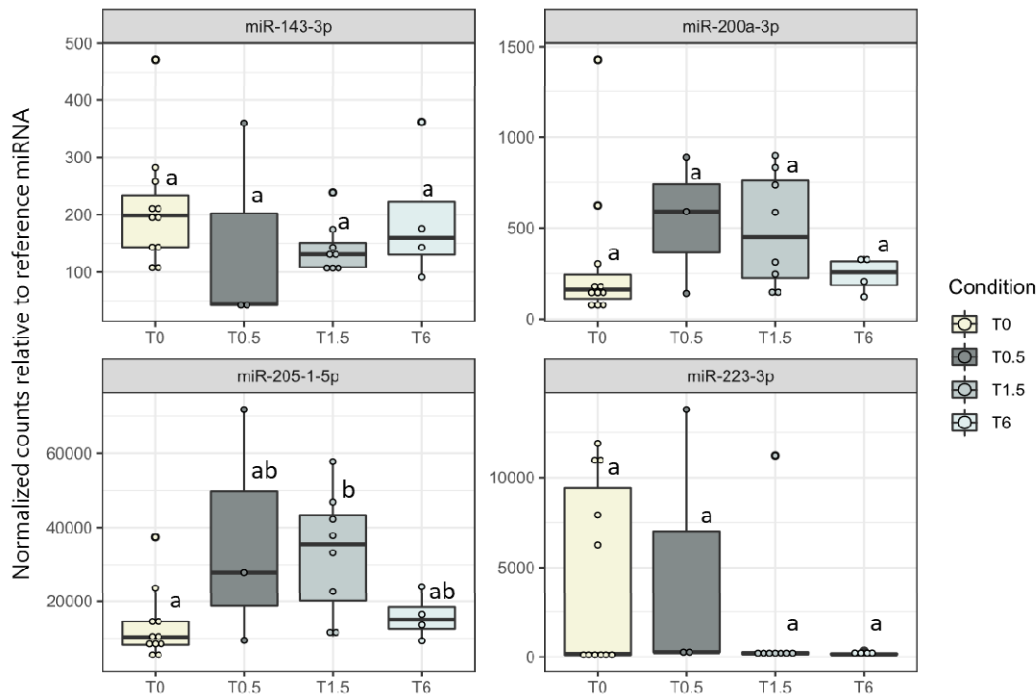 Normalized counts relative to reference miRNA
miR-143-3p
500
400
300
200
100
a
a
a
a
T0 T0.5 T1.5 T6
miR-200a-3p
1500
1000
500
0
a
a
a
a
T0 T0.5 T1.5 T6
miR-205-1-5p
60000
40000
20000
a
ab
b
ab
T0 T0.5 T1.5 T6
miR-223-3p
10000
5000
0
a
a
a
a
T0 T0.5 T1.5 T6
Condition
T0
T0.5
T1.5
T6